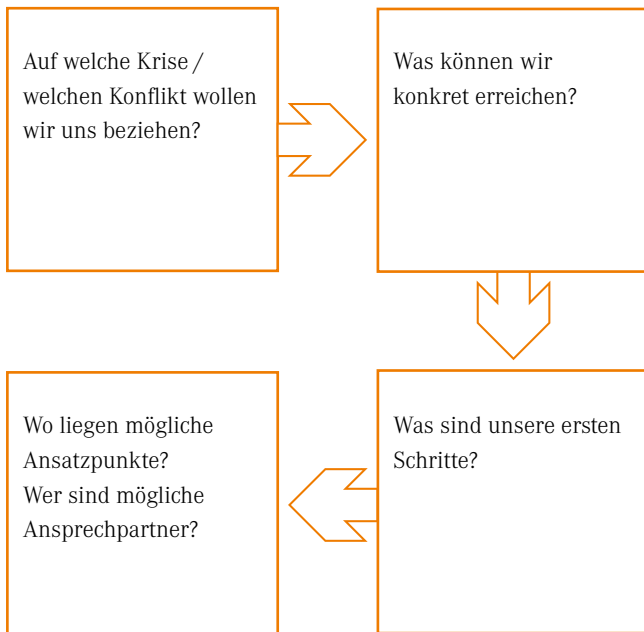 Auf welche Krise /
welchen Konflikt wollen
wir uns beziehen?
Was können wir
konkret erreichen?
Was sind unsere ersten
Schritte?
Wo liegen mögliche
Ansatzpunkte?
Wer sind mögliche
Ansprechpartner?